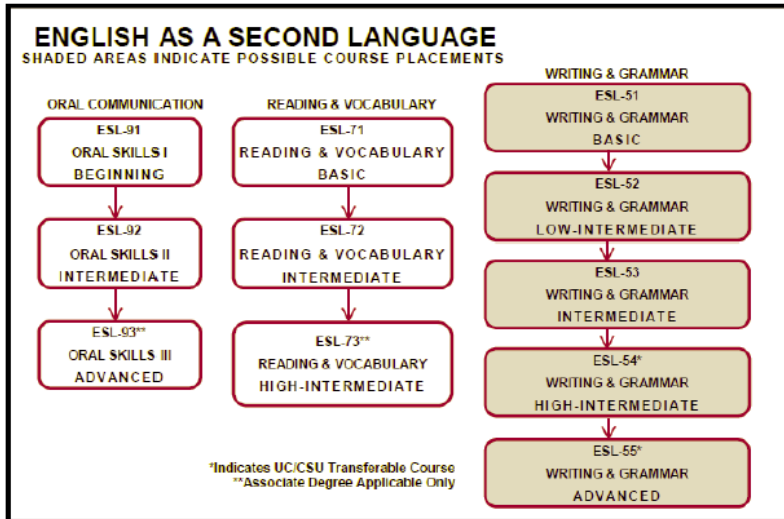 ENGLISH AS A SECOND LANGUAGE
SHADED AREAS INDICATE POSSIBLE COURSE PLACEMENTS
ORAL COMMUNICATION
ESL-91
ORAL SKILLS I
BEGINNING
ESL-92
ORAL SKILLS II
INTERMEDIATE
ESL-93**
ORAL SKILLS III
ADVANCED
READING & VOCABULARY
ESL-71
READING & VOCABULARY
BASIC
ESL-72
READING & VOCABULARY
INTERMEDIATE
ESL-73**
READING & VOCABULARY
HIGH-INTERMEDIATE
WRITING & GRAMMAR
ESL-51
WRITING & GRAMMAR
BASIC
ESL-52
WRITING & GRAMMAR
LOW-INTERMEDIATE
ESL-53
WRITING & GRAMMAR
INTERMEDIATE
ESL-54*
WRITING & GRAMMAR
HIGH-INTERMEDIATE
ESL-55*
WRITING & GRAMMAR
ADVANCED
*Indicates UC/CSU Transferable Course
**Associate Degree Applicable Only